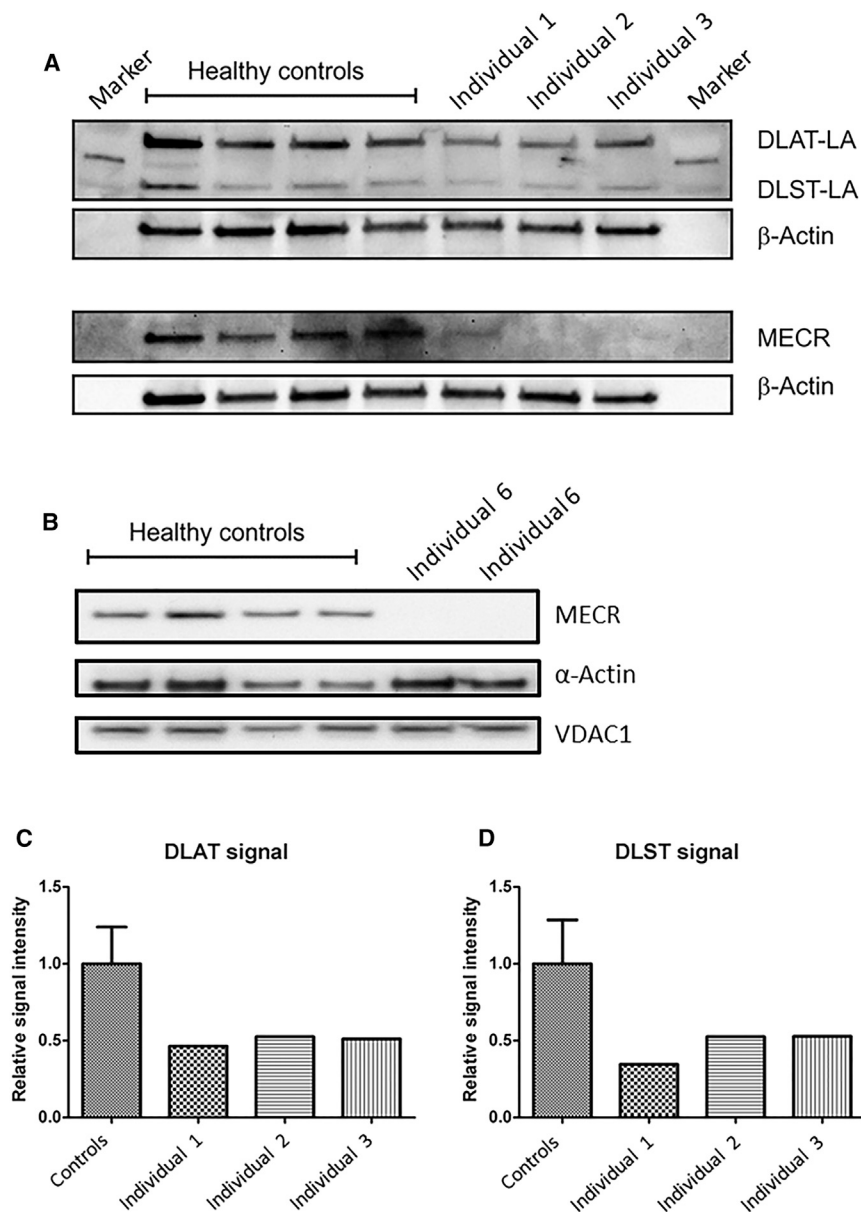 A
Marker
Healthy controls
Individual 1
Individual 2
Individual 3
Marker
DLAT-LA
DLST-LA
β-Actin
MECR
β-Actin
B
Healthy controls
Individual 6
Individual 6
MECR
α-Actin
VDAC1
C
DLAT signal
Relative signal intensity
1.5
1.0
0.5
0.0
Controls
Individual 1
Individual 2
Individual 3
D
DLST signal
Relative signal intensity
1.5
1.0
0.5
0.0
Controls
Individual 1
Individual 2
Individual 3